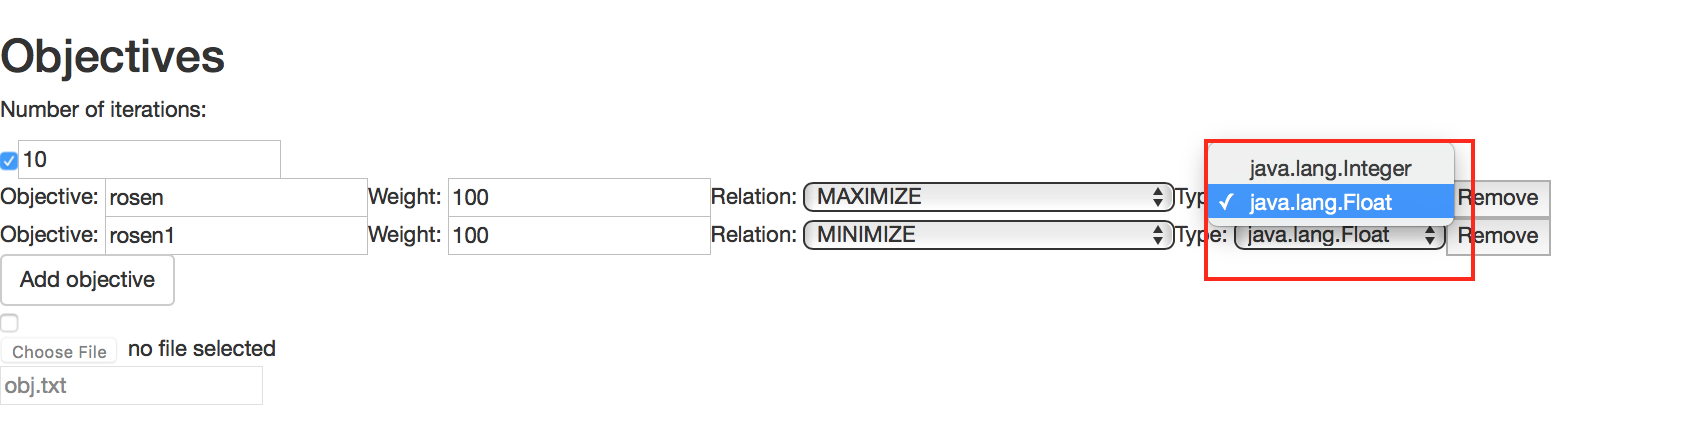 Objectives
Number of iterations:
10
java.lang.Integer
Objective: rosen Weight: 100 Relation: MAXIMIZE Typ ✓ java.lang.Float Remove
Objective: rosen1 Weight: 100 Relation: MINIMIZE Type: java.lang.Float Remove
Add objective
Choose File no file selected
obj.txt